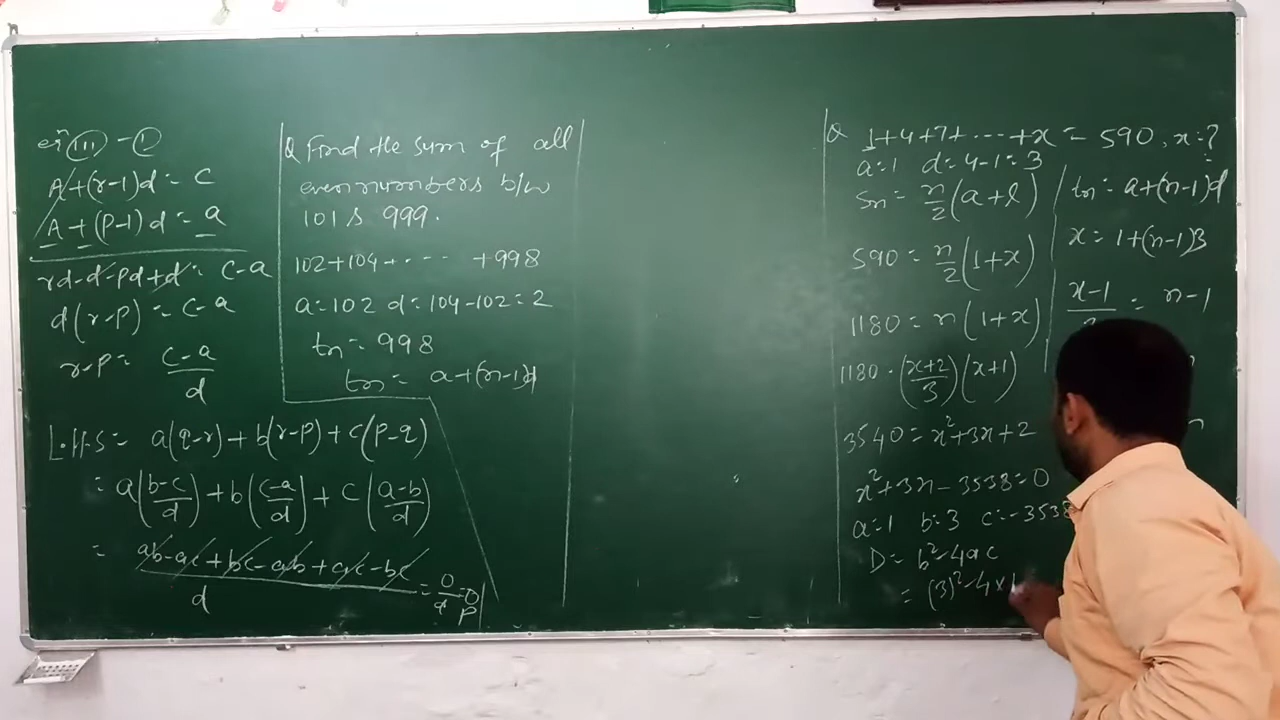 eqⁿ (III) - (I)
A+(r-1)d = c
A+(p-1)d = a
rd-d-pd+d = c-a
d(r-p) = c-a
r-p = (c-a)/d
L.H.S = a(q-r)+b(r-p)+c(p-q)
= a((b-c)/d)+b((c-a)/d)+c((a-b)/d)
= (ab-ac+bc-ab+ac-bc)/d = 0/d = 0
P
Q Find the sum of all
even numbers b/w
101 & 999.
102+104+.... +998
a=102 d=104-102=2
tn=998
tn= a+(n-1)d
Q 1+4+7+....+x=590, x=?
a=1 d=4-1=3
Sn= n/2(a+l)
590 = n/2(1+x)
1180 = n(1+x)
1180 = ((x+2)/3)(x+1)
3540=x²+3x+2
x²+3x-3538=0
a=1 b=3 c=-3538
D= b²-4ac
= (3)²-4×1
tn= a+(n-1)d
x=1+(n-1)3
(x-1)/3 = n-1